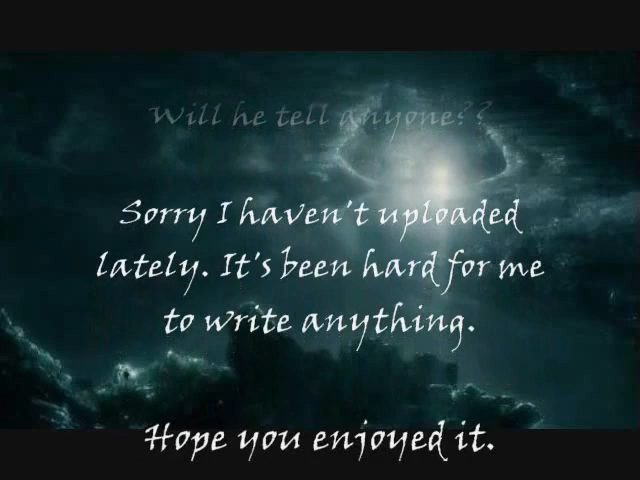 Will he tell anyone??
Sorry I haven't uploaded
lately. It's been hard for me
to write anything.
Hope you enjoyed it.